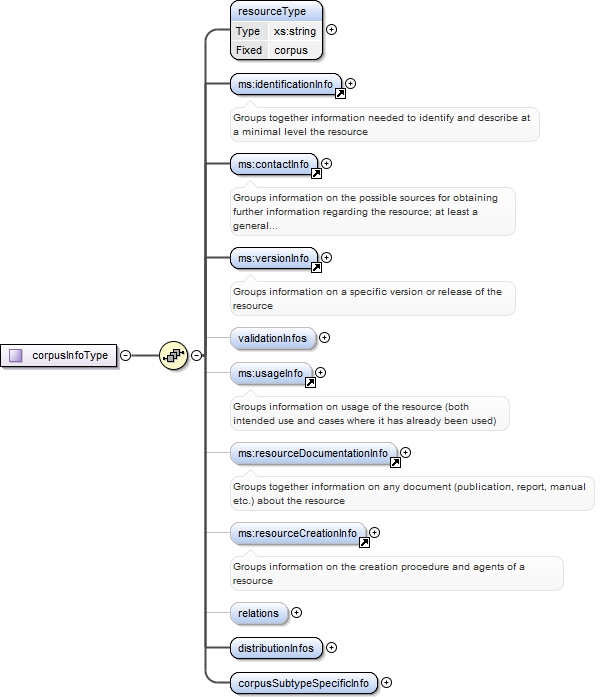 resourceType
Type xs:string
Fixed corpus
ms:identificationInfo
Groups together information needed to identify and describe at
a minimal level the resource
ms:contactInfo
Groups information on the possible sources for obtaining
further information regarding the resource; at least a
general...
ms:versionInfo
Groups information on a specific version or release of the
resource
corpusInfoType
validationInfos
ms:usageInfo
Groups information on usage of the resource (both
intended use and cases where it has already been used)
ms:resourceDocumentationInfo
Groups together information on any document (publication, report, manual
etc.) about the resource
ms:resourceCreationInfo
Groups information on the creation procedure and agents of a
resource
relations
distributionInfos
corpusSubtypeSpecificInfo